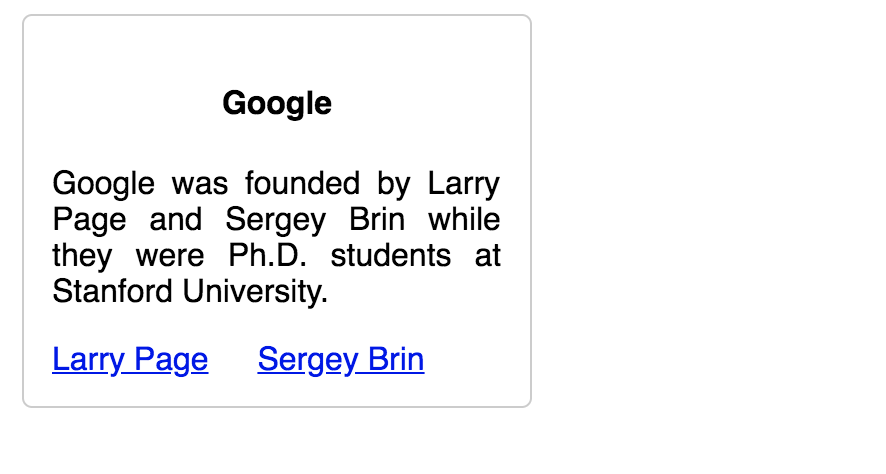 Google
Google was founded by Larry
Page and Sergey Brin while
they were Ph.D. students at
Stanford University.
Larry Page Sergey Brin